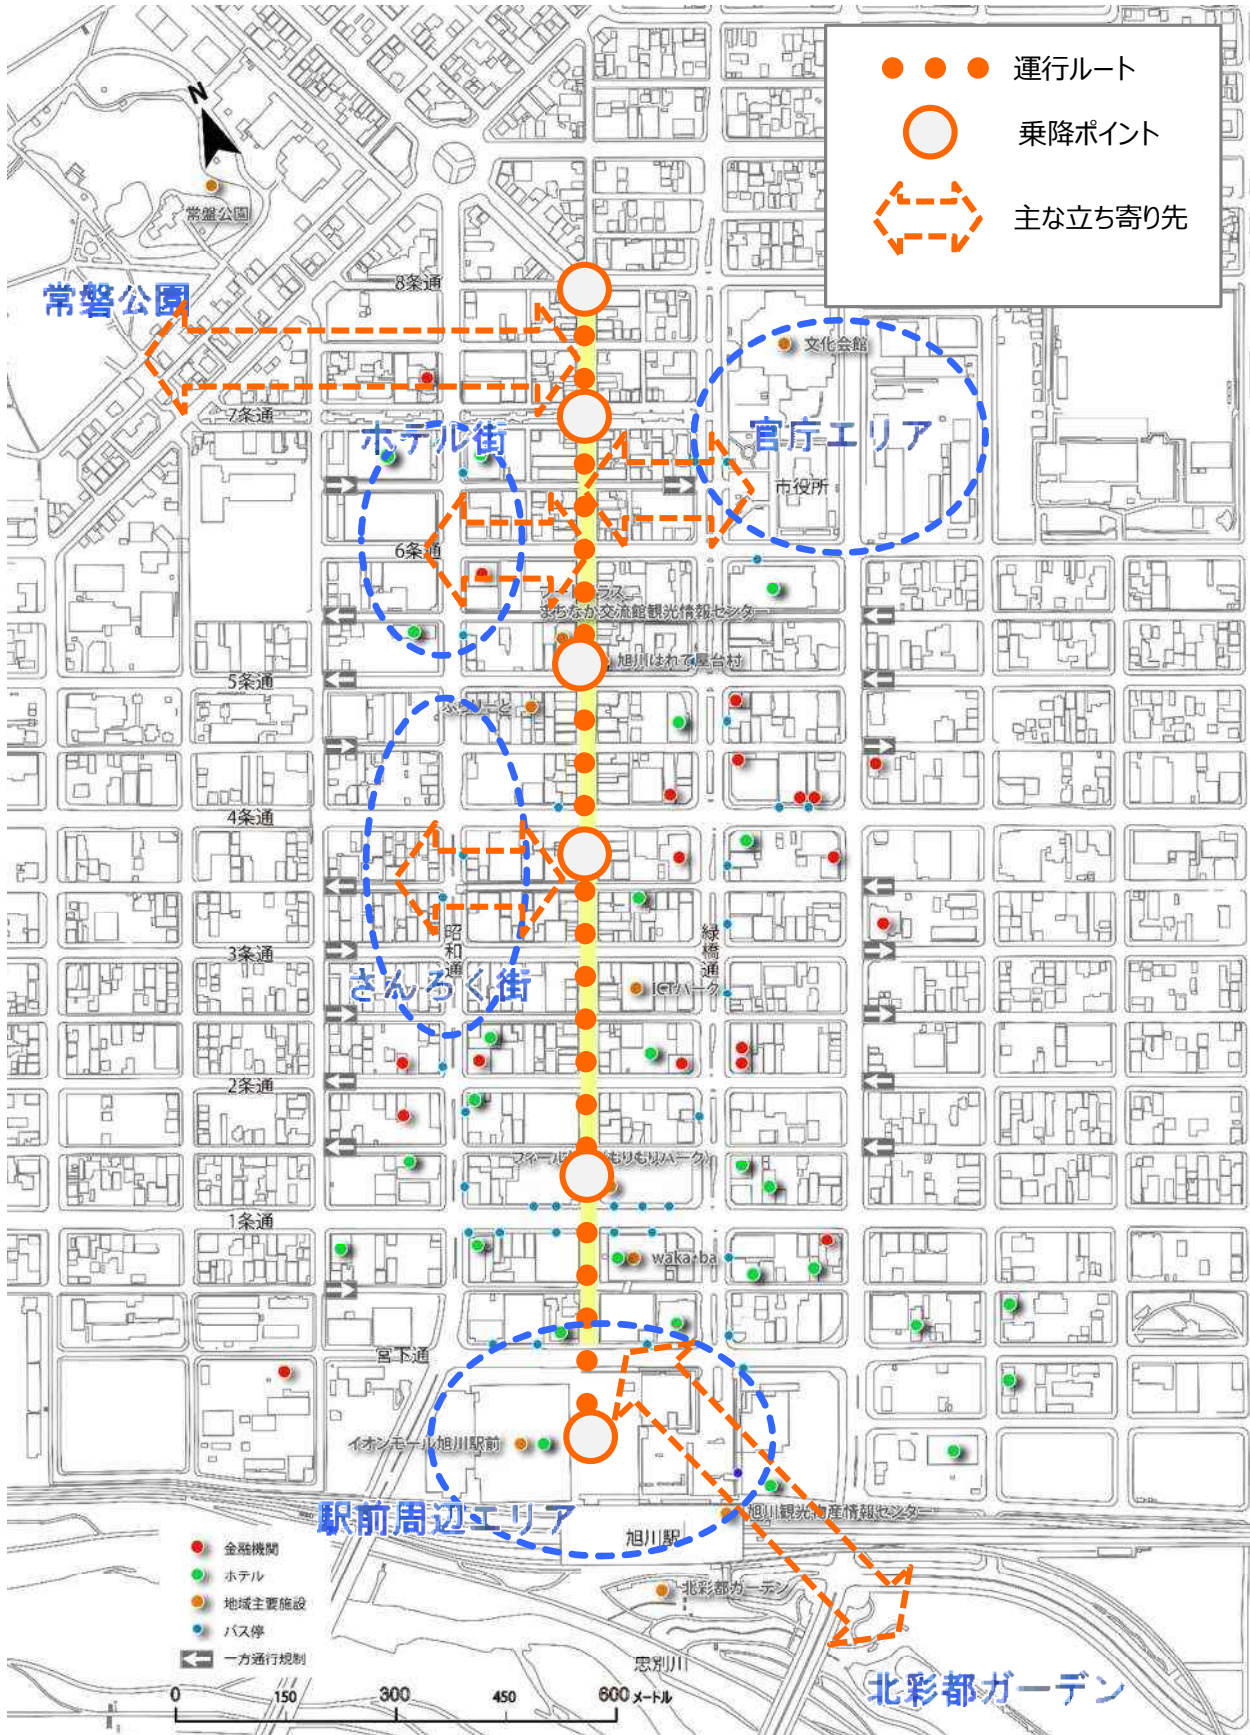 運行ルート
乗降ポイント
主な立ち寄り先
N
常盤公園
8条通
常磐公園
文化会館
7条通
ホテル街
官庁エリア
市役所
6条通
まちなか交流館観光情報センター
旭川はれて屋台村
5条通
ふらりーと
4条通
昭和通
緑橋通
3条通
さんろく街
ICTパーク
2条通
1条通
waka・ba
宮下通
イオンモール旭川駅前
駅前周辺エリア
旭川観光物産情報センター
旭川駅
金融機関
ホテル
北彩都ガーデン
地域主要施設
バス停
一方通行規制
忠別川
北彩都ガーデン
0 150 300 450 600メートル